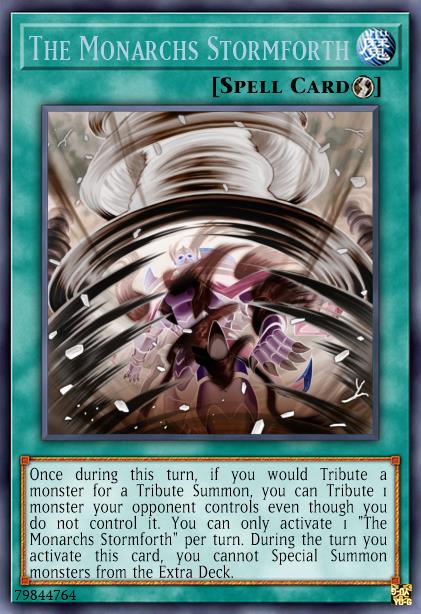 THE MONARCHS STORMFORTH
魔
[SPELL CARD]
Once during this turn, if you would Tribute a
monster for a Tribute Summon, you can Tribute 1
monster your opponent controls even though you
do not control it. You can only activate 1 "The
Monarchs Stormforth" per turn. During the turn you
activate this card, you cannot Special Summon
monsters from the Extra Deck.
79844764